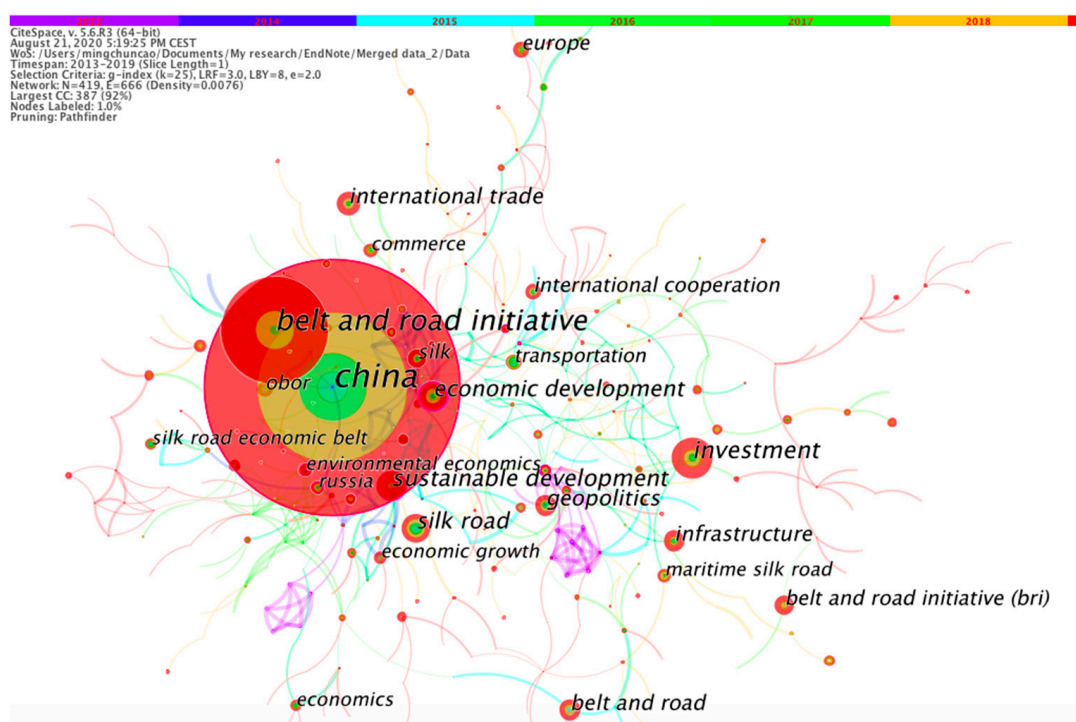 2013 2014 2015 2016 2017 2018
CiteSpace, v. 5.6.R3 (64-bit)
August 21, 2020 5:19:25 PM CEST
WoS: /Users/mingchuncao/Documents/My research/EndNote/Merged data_2/Data
Timespan: 2013-2019 (Slice Length=1)
Selection Criteria: g-index (k=25), LRF=3.0, LBY=8, e=2.0
Network: N=419, E=666 (Density=0.0076)
Largest CC: 387 (92%)
Nodes Labeled: 1.0%
Pruning: Pathfinder
europe
international trade
commerce
international cooperation
belt and road initiative
silk
transportation
china
obor
economic development
silk road economic belt
investment
environmental economics
russia
sustainable development
geopolitics
silk road
infrastructure
economic growth
maritime silk road
belt and road initiative (bri)
economics
belt and road